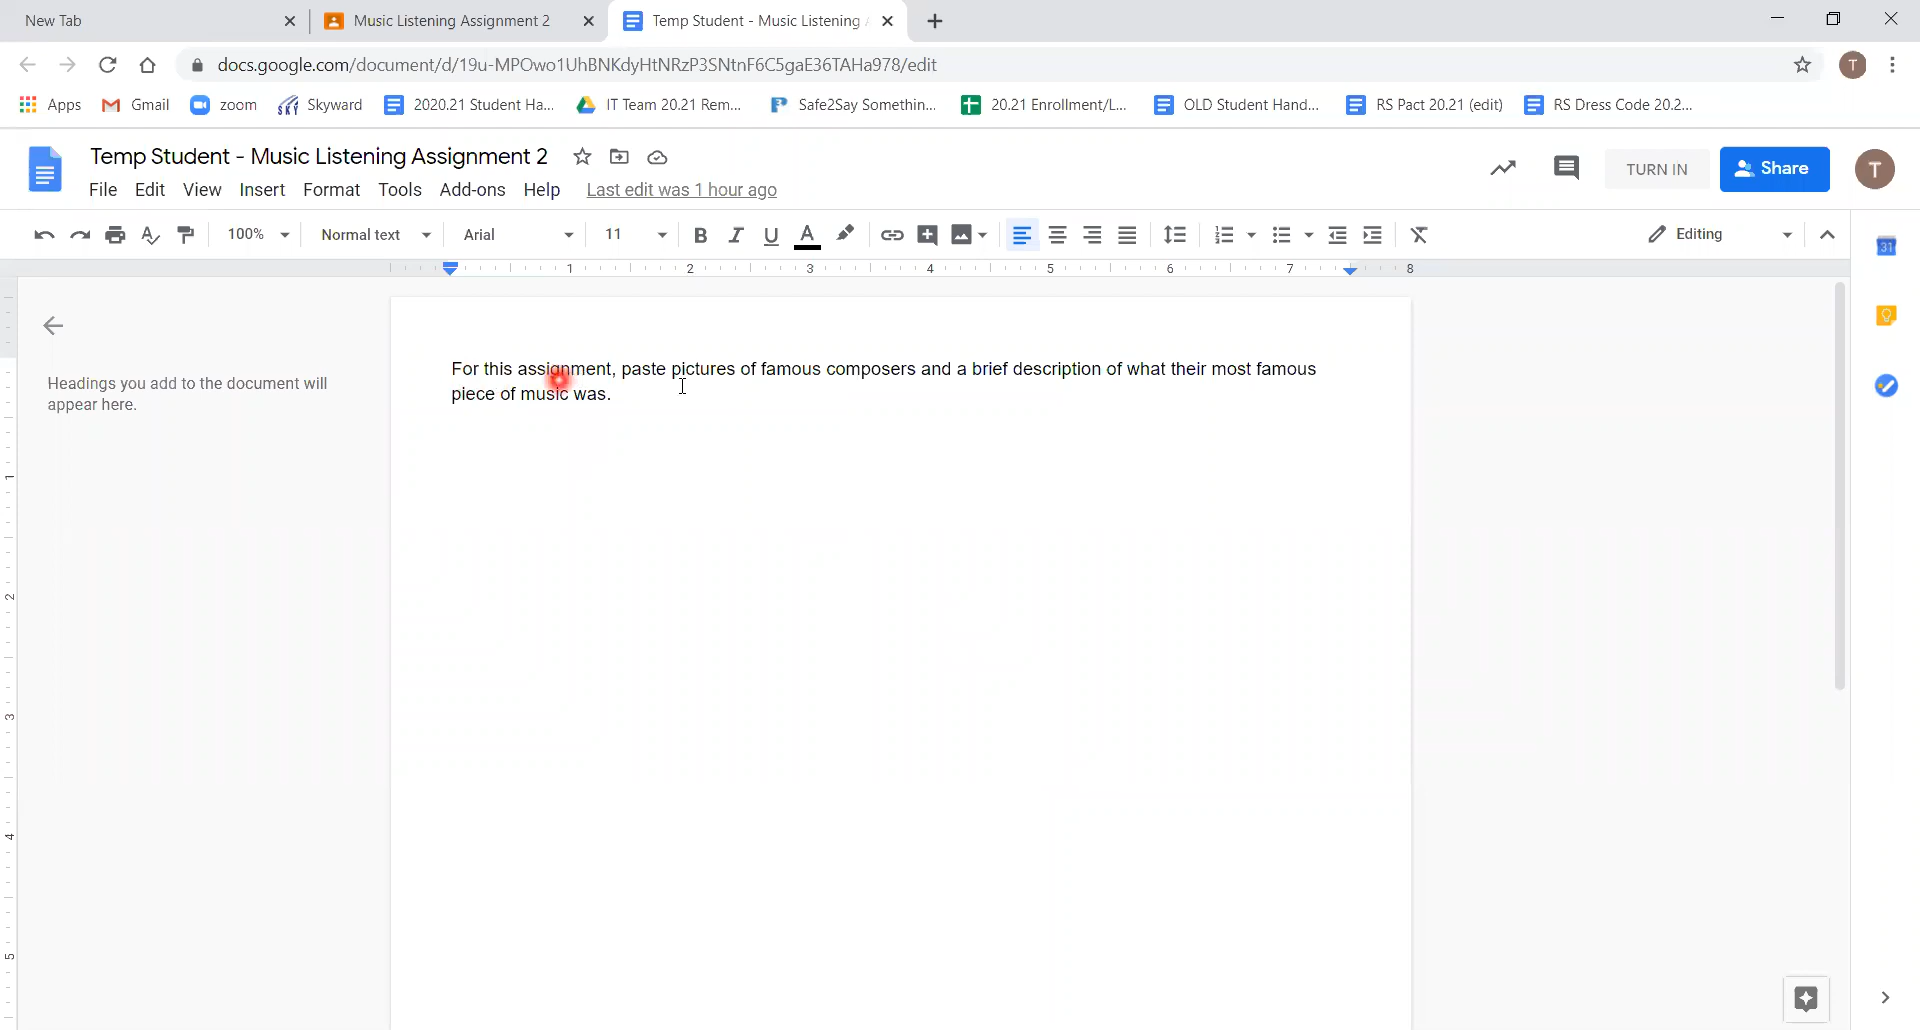 New Tab
Music Listening Assignment 2
Temp Student - Music Listening
docs.google.com/document/d/19u-MPOwo1UhBNKdyHtNRzP3SNtnF6C5gaE36TAHa978/edit
T
Apps
Gmail
zoom
Skyward
2020.21 Student Ha...
IT Team 20.21 Rem...
Safe2Say Somethin...
20.21 Enrollment/L...
OLD Student Hand...
RS Pact 20.21 (edit)
RS Dress Code 20.2...
Temp Student - Music Listening Assignment 2
File Edit View Insert Format Tools Add-ons Help Last edit was 1 hour ago
TURN IN
Share
T
100%
Normal text
Arial
11
B I U A
Editing
31
1 2 3 4 5 6 7 8
Headings you add to the document will
appear here.
For this assignment, paste pictures of famous composers and a brief description of what their most famous
piece of music was.
1
2
3
4
5